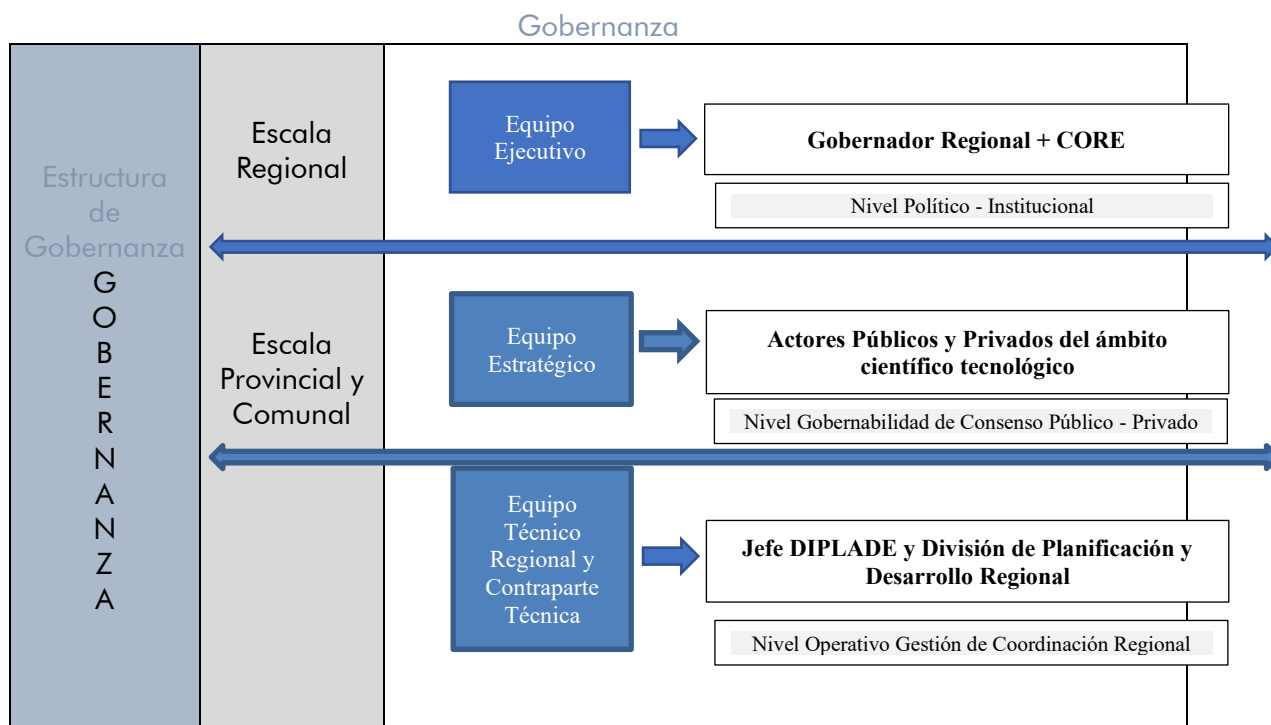 Gobernanza
Estructura
de
Gobernanza
G
O
B
E
R
N
A
N
Z
A
Escala
Regional
Equipo
Ejecutivo
Gobernador Regional + CORE
Nivel Político - Institucional
Escala
Provincial y
Comunal
Equipo
Estratégico
Actores Públicos y Privados del ámbito
científico tecnológico
Nivel Gobernabilidad de Consenso Público - Privado
Equipo
Técnico
Regional y
Contraparte
Técnica
Jefe DIPLADE y División de Planificación y
Desarrollo Regional
Nivel Operativo Gestión de Coordinación Regional